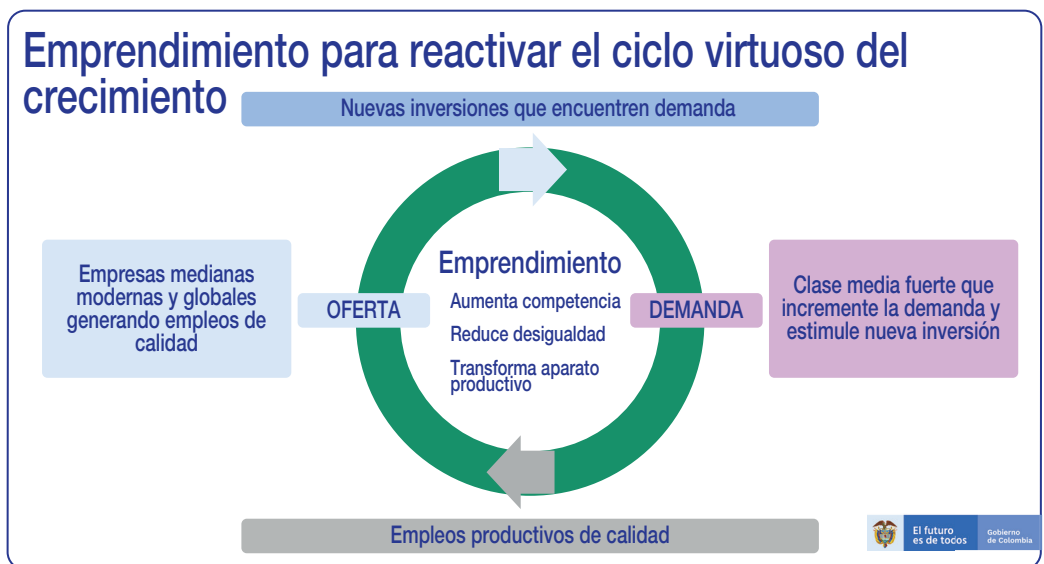 Emprendimiento para reactivar el ciclo virtuoso del
crecimiento
Nuevas inversiones que encuentren demanda
Empresas medianas
modernas y globales
generando empleos de
calidad
OFERTA
Emprendimiento
Aumenta competencia
Reduce desigualdad
Transforma aparato
productivo
DEMANDA
Clase media fuerte que
incremente la demanda y
estimule nueva inversión
Empleos productivos de calidad
El futuro
es de todos
Gobierno
de Colombia